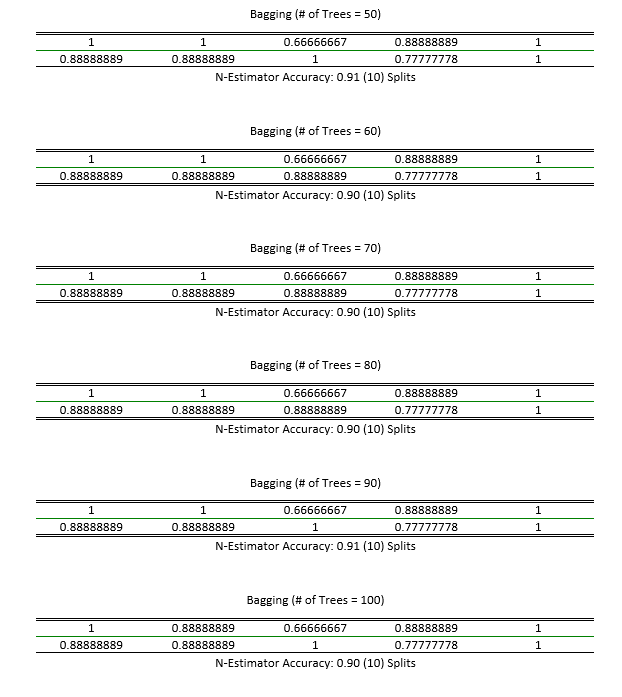 Bagging (# of Trees = 50)
1 1 0.66666667 0.88888889 1
0.88888889 0.88888889 1 0.77777778 1
N-Estimator Accuracy: 0.91 (10) Splits
Bagging (# of Trees = 60)
1 1 0.66666667 0.88888889 1
0.88888889 0.88888889 0.88888889 0.77777778 1
N-Estimator Accuracy: 0.90 (10) Splits
Bagging (# of Trees = 70)
1 1 0.66666667 0.88888889 1
0.88888889 0.88888889 0.88888889 0.77777778 1
N-Estimator Accuracy: 0.90 (10) Splits
Bagging (# of Trees = 80)
1 1 0.66666667 0.88888889 1
0.88888889 0.88888889 0.88888889 0.77777778 1
N-Estimator Accuracy: 0.90 (10) Splits
Bagging (# of Trees = 90)
1 1 0.66666667 0.88888889 1
0.88888889 0.88888889 1 0.77777778 1
N-Estimator Accuracy: 0.91 (10) Splits
Bagging (# of Trees = 100)
1 0.88888889 0.66666667 0.88888889 1
0.88888889 0.88888889 1 0.77777778 1
N-Estimator Accuracy: 0.90 (10) Splits